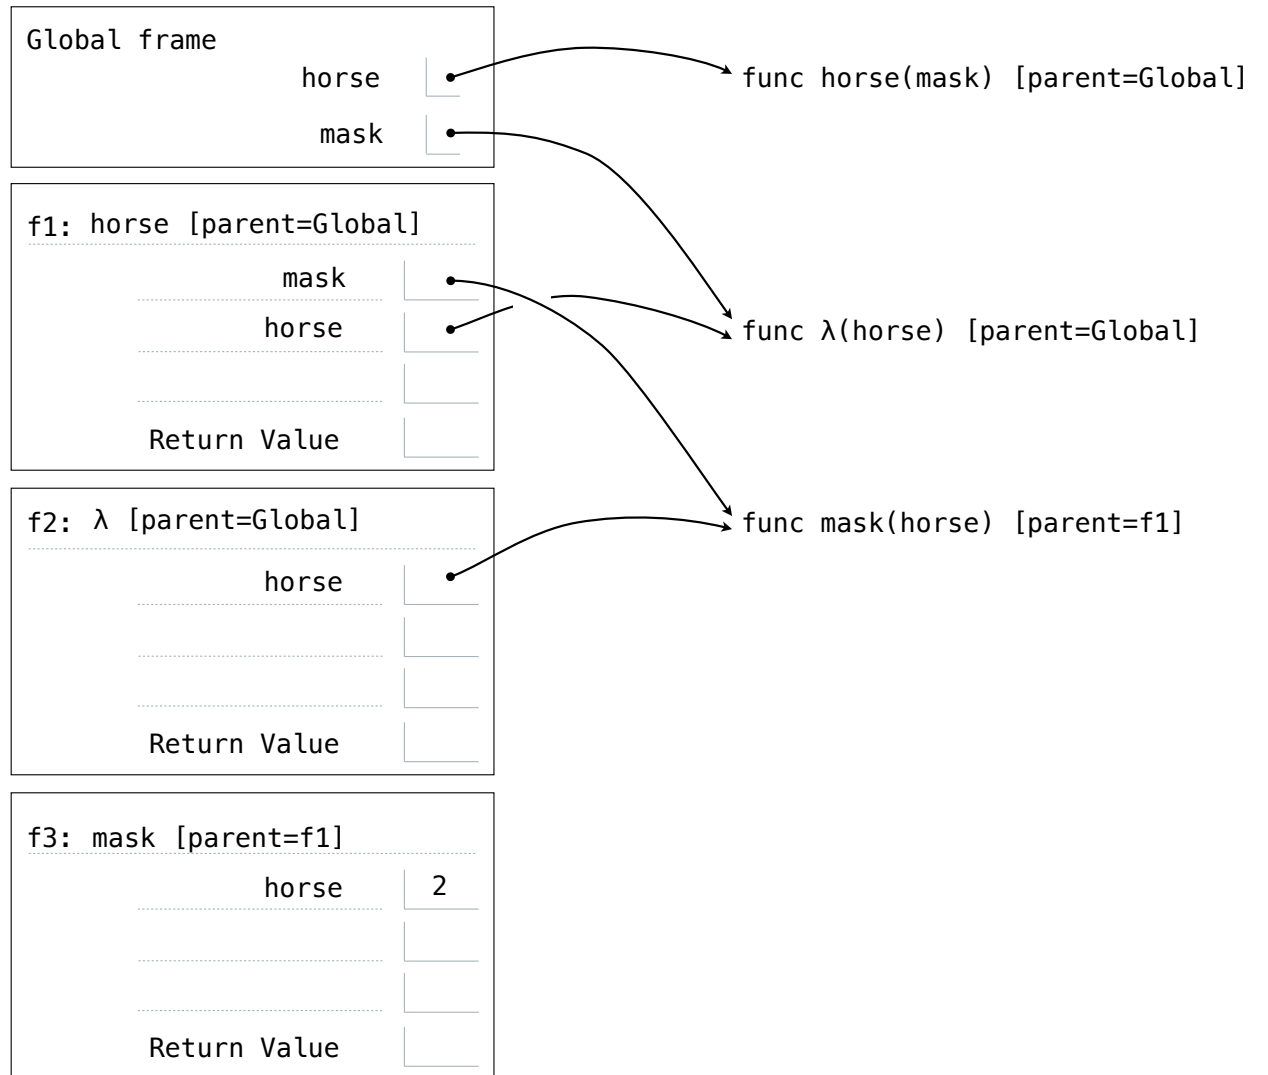 Global frame
horse
func horse(mask) [parent=Global]
mask
f1: horse [parent=Global]
mask
horse
func λ(horse) [parent=Global]
Return Value
f2: λ [parent=Global]
func mask(horse) [parent=f1]
horse
Return Value
f3: mask [parent=f1]
horse 2
Return Value